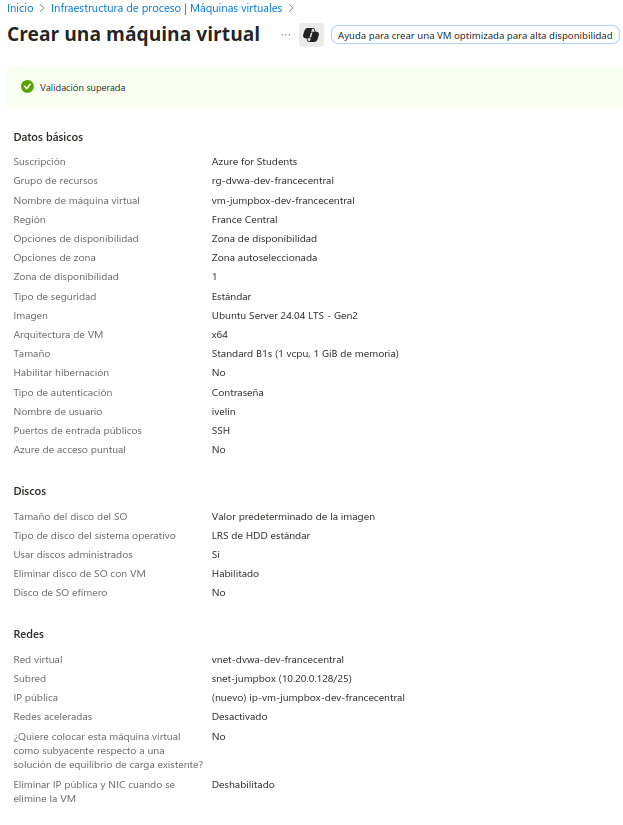 Inicio > Infraestructura de proceso | Máquinas virtuales >
Crear una máquina virtual ... Ayuda para crear una VM optimizada para alta disponibilidad
Validación superada
Datos básicos
Suscripción Azure for Students
Grupo de recursos rg-dvwa-dev-francecentral
Nombre de máquina virtual vm-jumpbox-dev-francecentral
Región France Central
Opciones de disponibilidad Zona de disponibilidad
Opciones de zona Zona autoseleccionada
Zona de disponibilidad 1
Tipo de seguridad Estándar
Imagen Ubuntu Server 24.04 LTS - Gen2
Arquitectura de VM x64
Tamaño Standard B1s (1 vcpu, 1 GiB de memoria)
Habilitar hibernación No
Tipo de autenticación Contraseña
Nombre de usuario ivelin
Puertos de entrada públicos SSH
Azure de acceso puntual No
Discos
Tamaño del disco del SO Valor predeterminado de la imagen
Tipo de disco del sistema operativo LRS de HDD estándar
Usar discos administrados Sí
Eliminar disco de SO con VM Habilitado
Disco de SO efímero No
Redes
Red virtual vnet-dvwa-dev-francecentral
Subred snet-jumpbox (10.20.0.128/25)
IP pública (nuevo) ip-vm-jumpbox-dev-francecentral
Redes aceleradas Desactivado
¿Quiere colocar esta máquina virtual No
como subyacente respecto a una
solución de equilibrio de carga existente?
Eliminar IP pública y NIC cuando se Deshabilitado
elimine la VM